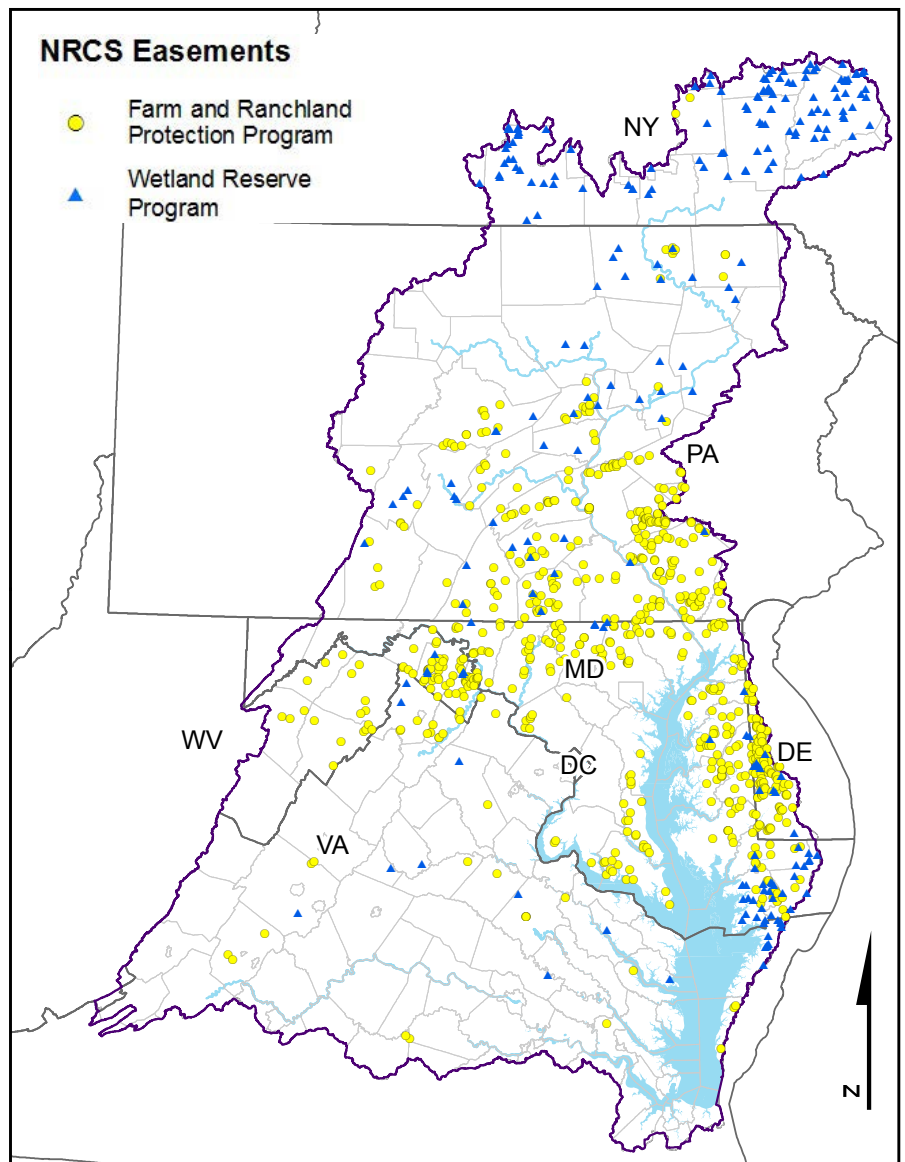 NRCS Easements
Farm and Ranchland
Protection Program
Wetland Reserve
Program
NY
PA
MD
WV
DE
DC
VA
N